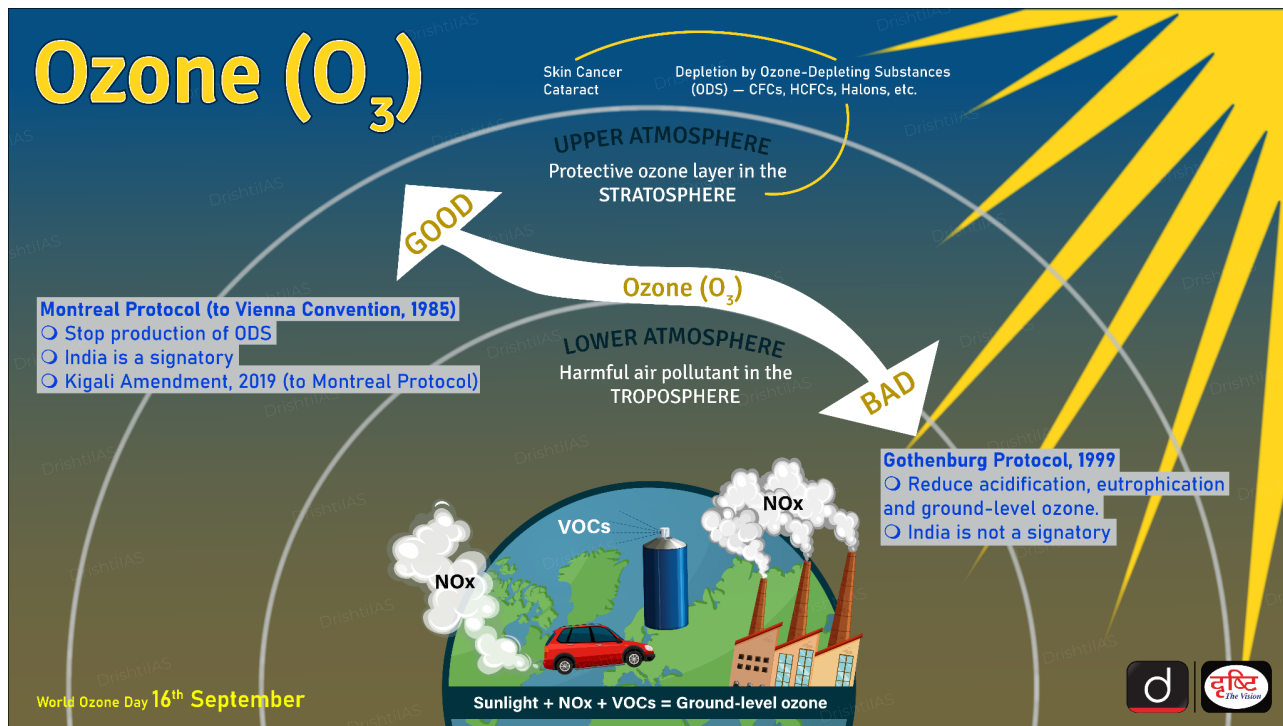 Ozone (O3)
Skin Cancer
Cataract
Depletion by Ozone-Depleting Substances
(ODS) — CFCs, HCFCs, Halons, etc.
UPPER ATMOSPHERE
Protective ozone layer in the
STRATOSPHERE
GOOD
Ozone (O3)
BAD
LOWER ATMOSPHERE
Harmful air pollutant in the
TROPOSPHERE
Montreal Protocol (to Vienna Convention, 1985)
❍ Stop production of ODS
❍ India is a signatory
❍ Kigali Amendment, 2019 (to Montreal Protocol)
Gothenburg Protocol, 1999
❍ Reduce acidification, eutrophication
and ground-level ozone.
❍ India is not a signatory
NOx
VOCs
NOx
Sunlight + NOx + VOCs = Ground-level ozone
World Ozone Day 16th September
d
दृष्टि
The Vision
DrishtiIAS